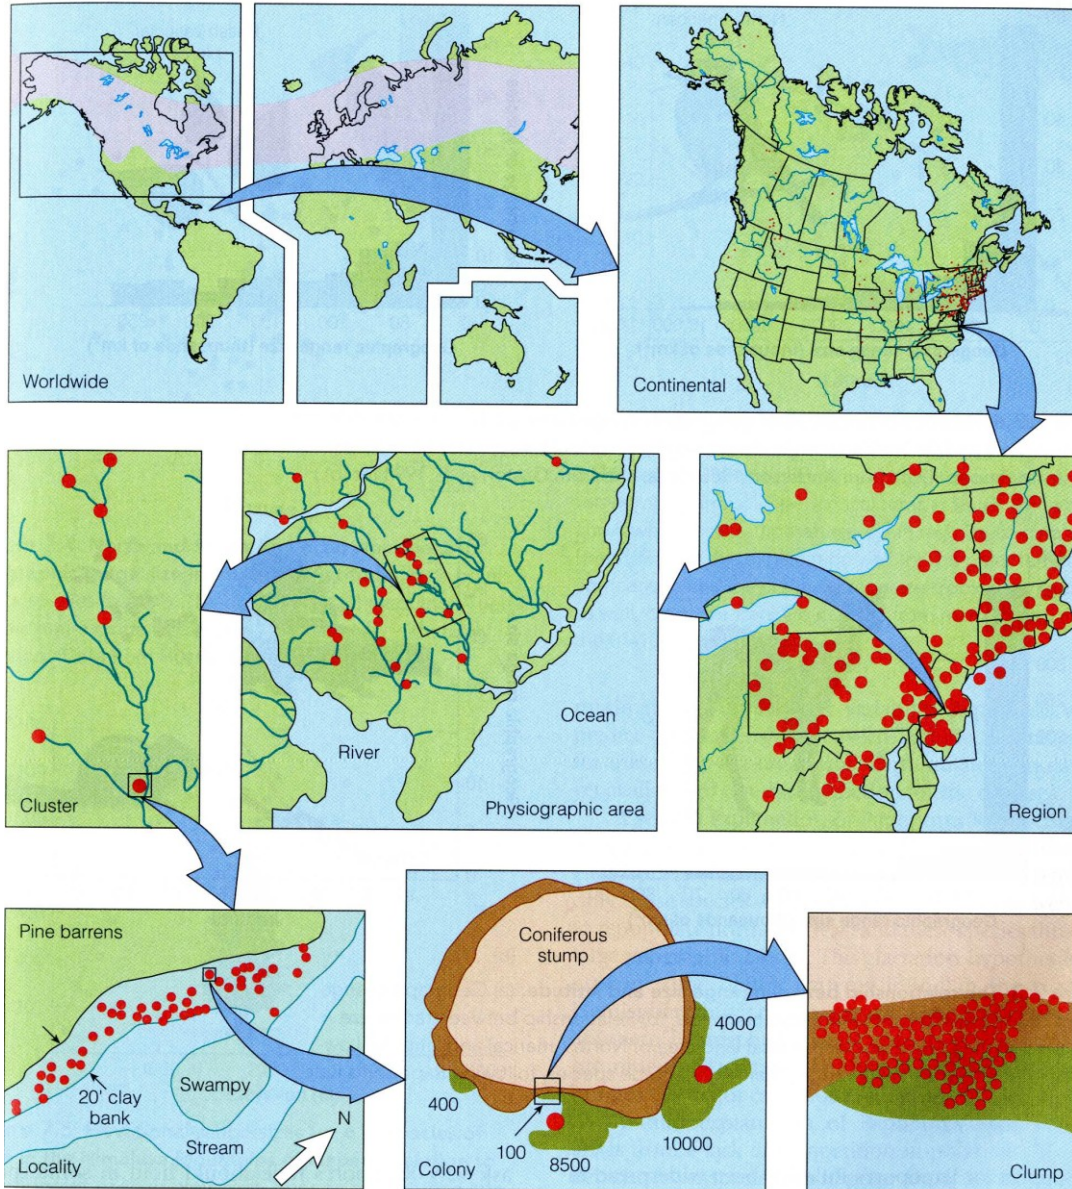 Worldwide
Continental
Cluster
River
Ocean
Physiographic area
Region
Pine barrens
20' clay
bank
Swampy
Stream
N
Locality
Coniferous
stump
4000
400
100
8500
10000
Colony
Clump